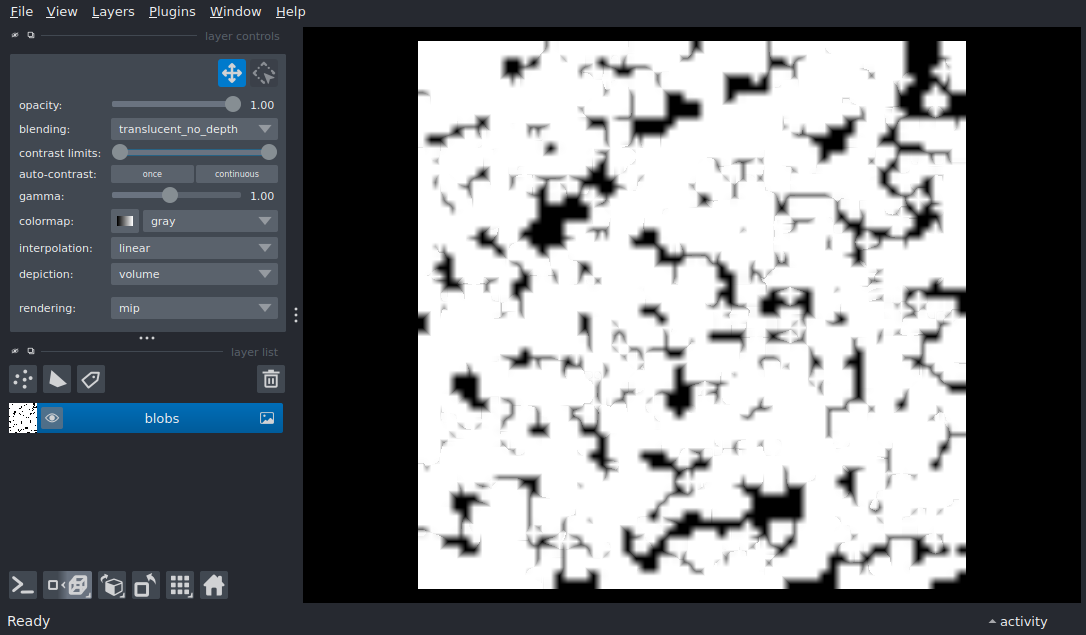 File View Layers Plugins Window Help
layer controls
opacity: 1.00
blending: translucent_no_depth
contrast limits:
auto-contrast: once continuous
gamma: 1.00
colormap: gray
interpolation: linear
depiction: volume
rendering: mip
layer list
blobs
Ready activity